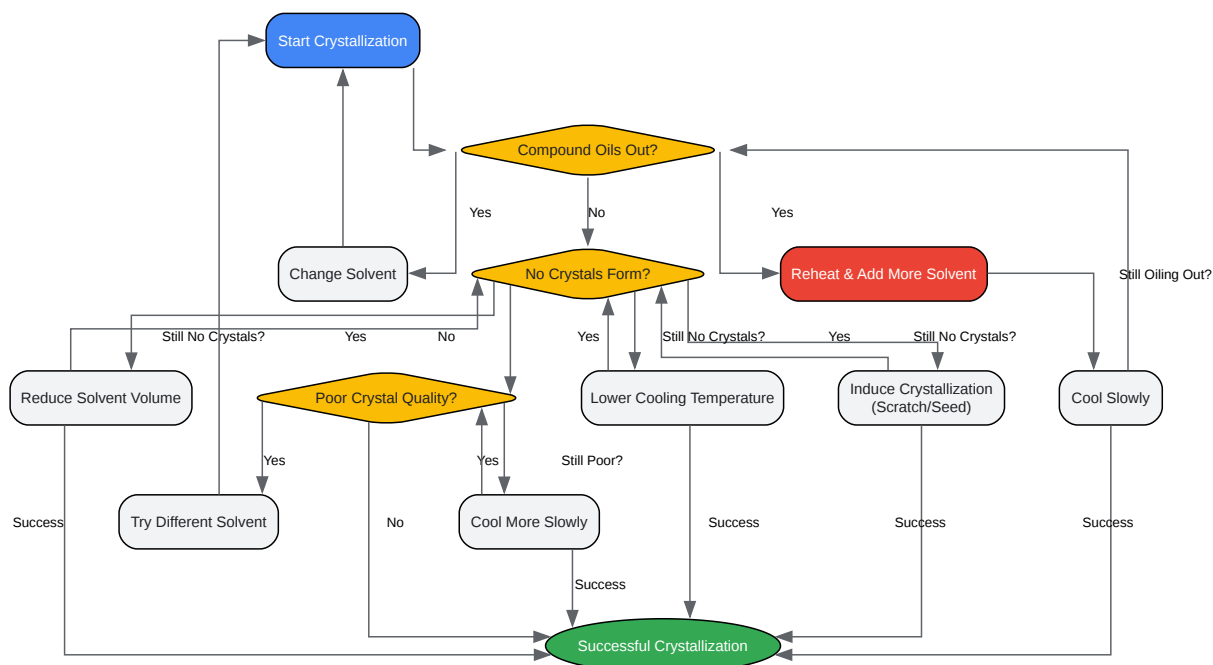 Start Crystallization
Compound Oils Out?
Yes
No
Yes
Change Solvent
No Crystals Form?
Reheat & Add More Solvent
Still Oiling Out?
Still No Crystals?
Yes
No
Yes
Still No Crystals?
Yes
Still No Crystals?
Reduce Solvent Volume
Poor Crystal Quality?
Lower Cooling Temperature
Induce Crystallization
(Scratch/Seed)
Cool Slowly
Yes
Yes
Still Poor?
Success
Try Different Solvent
No
Cool More Slowly
Success
Success
Success
Success
Successful Crystallization